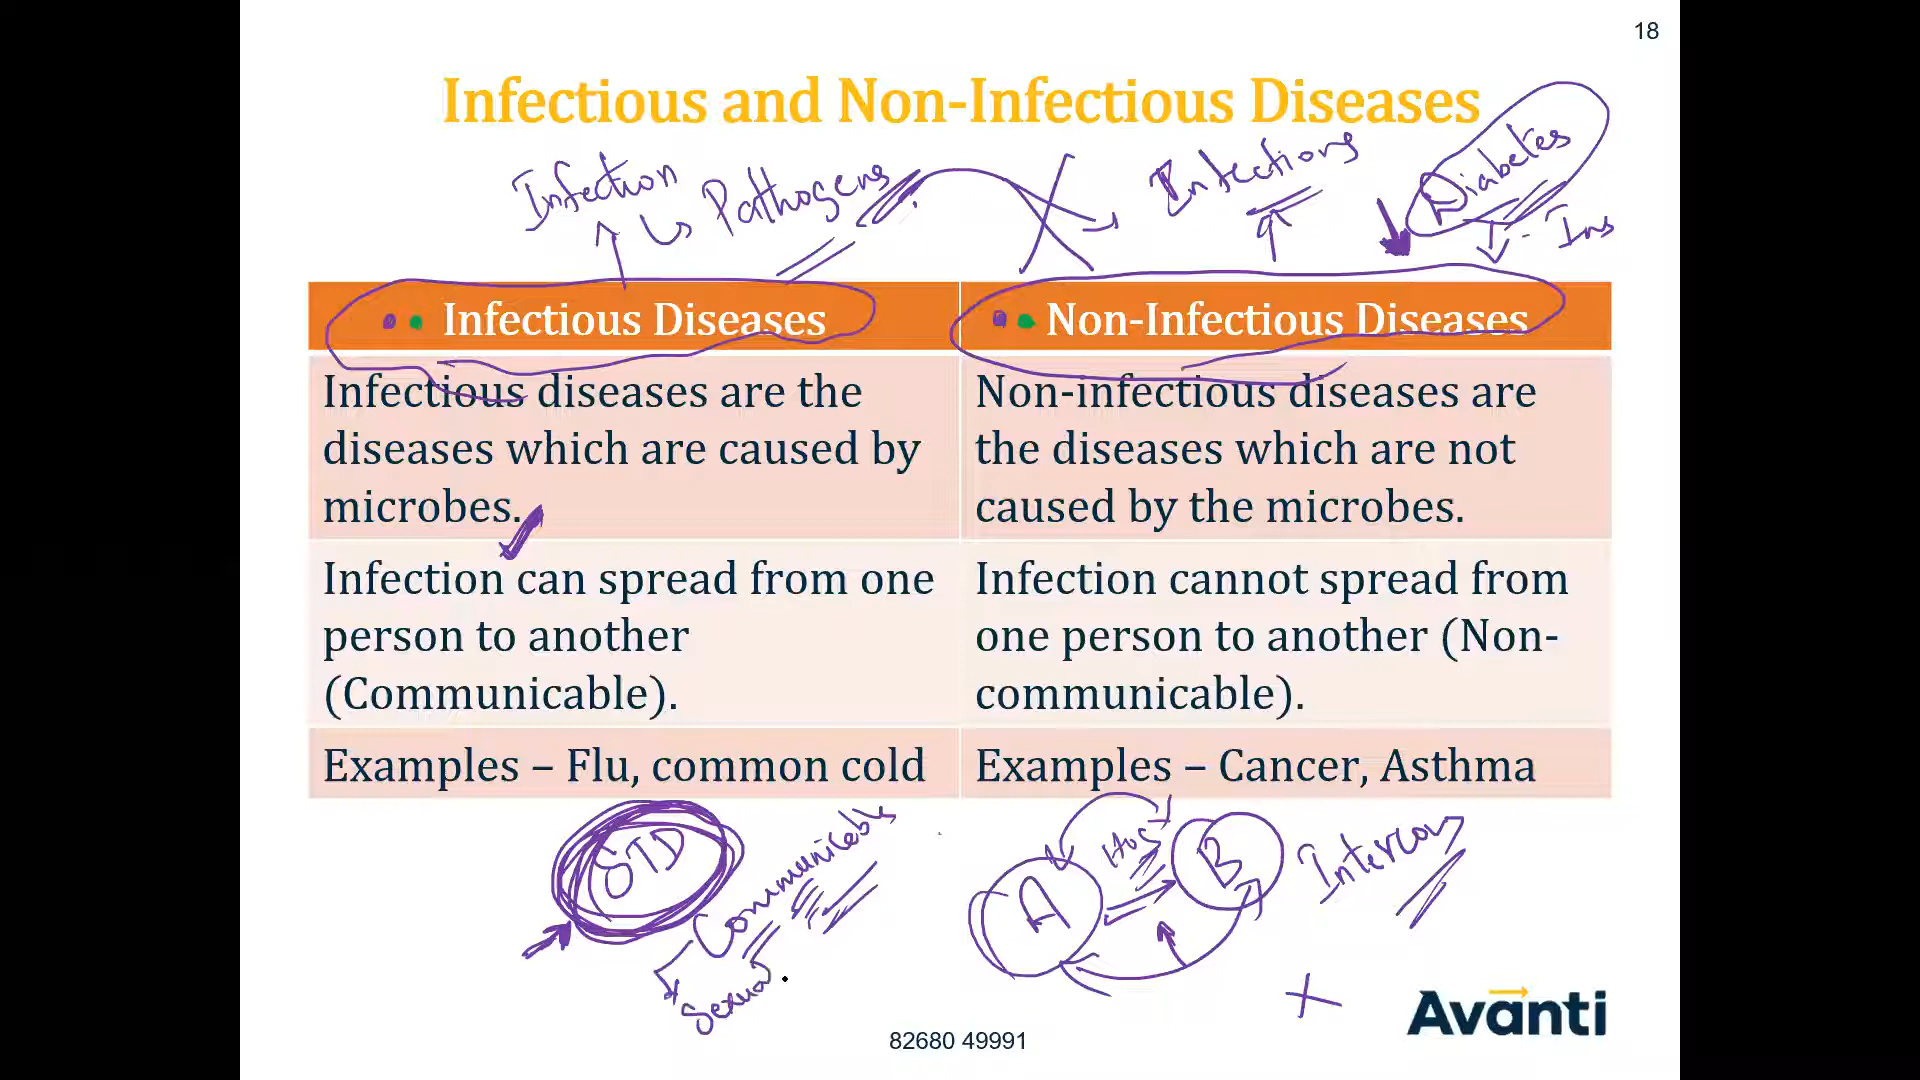 18
Infectious and Non-Infectious Diseases
Infection
Pathogens
Infections
Diabetes
Ins
Infectious Diseases
Non-Infectious Diseases
Infectious diseases are the
diseases which are caused by
microbes.
Non-infectious diseases are
the diseases which are not
caused by the microbes.
Infection can spread from one
person to another
(Communicable).
Infection cannot spread from
one person to another (Non-
communicable).
Examples – Flu, common cold
Examples – Cancer, Asthma
STD
Communicable
Sexual
A
B
Avanti
82680 49991